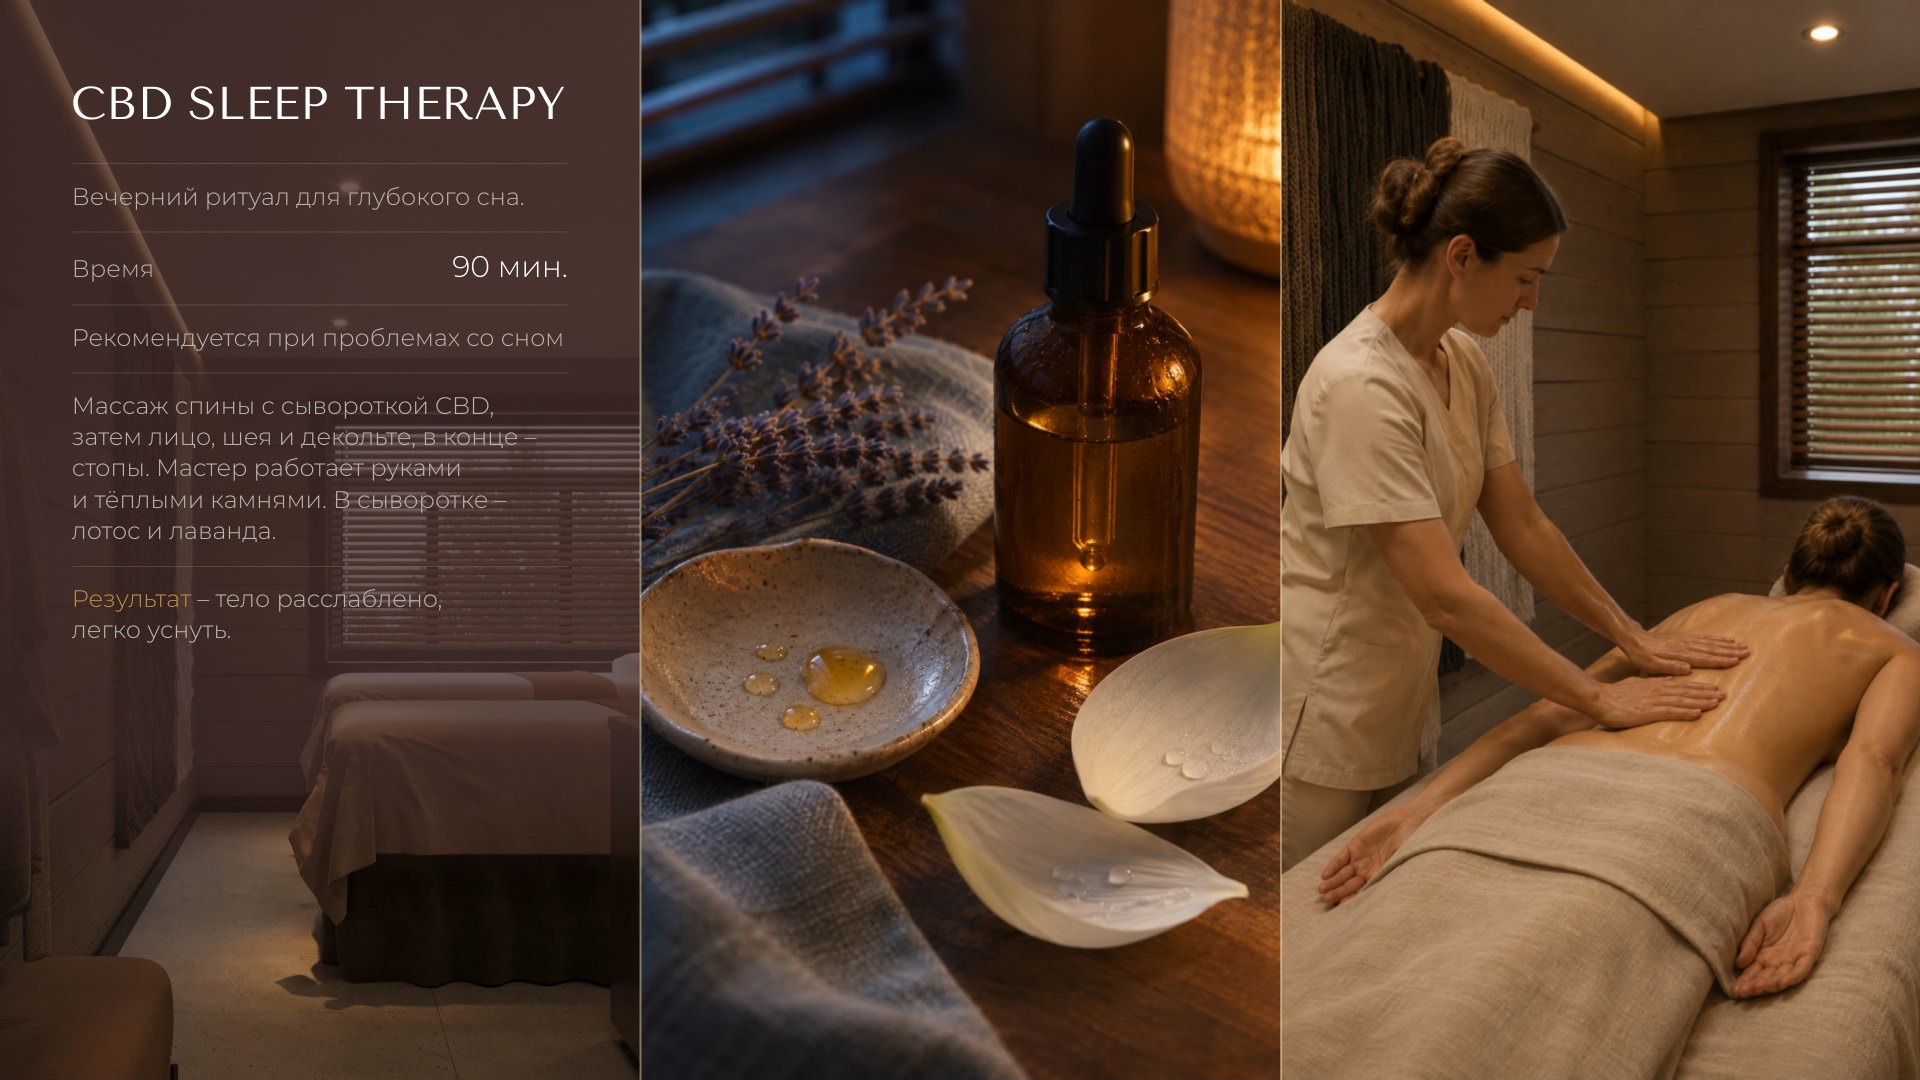 CBD SLEEP THERAPY
Вечерний ритуал для глубокого сна.
Время 90 мин.
Рекомендуется при проблемах со сном
Массаж спины с сывороткой CBD,
затем лицо, шея и декольте, в конце –
стопы. Мастер работает руками
и тёплыми камнями. В сыворотке –
лотос и лаванда.
Результат – тело расслаблено,
легко уснуть.